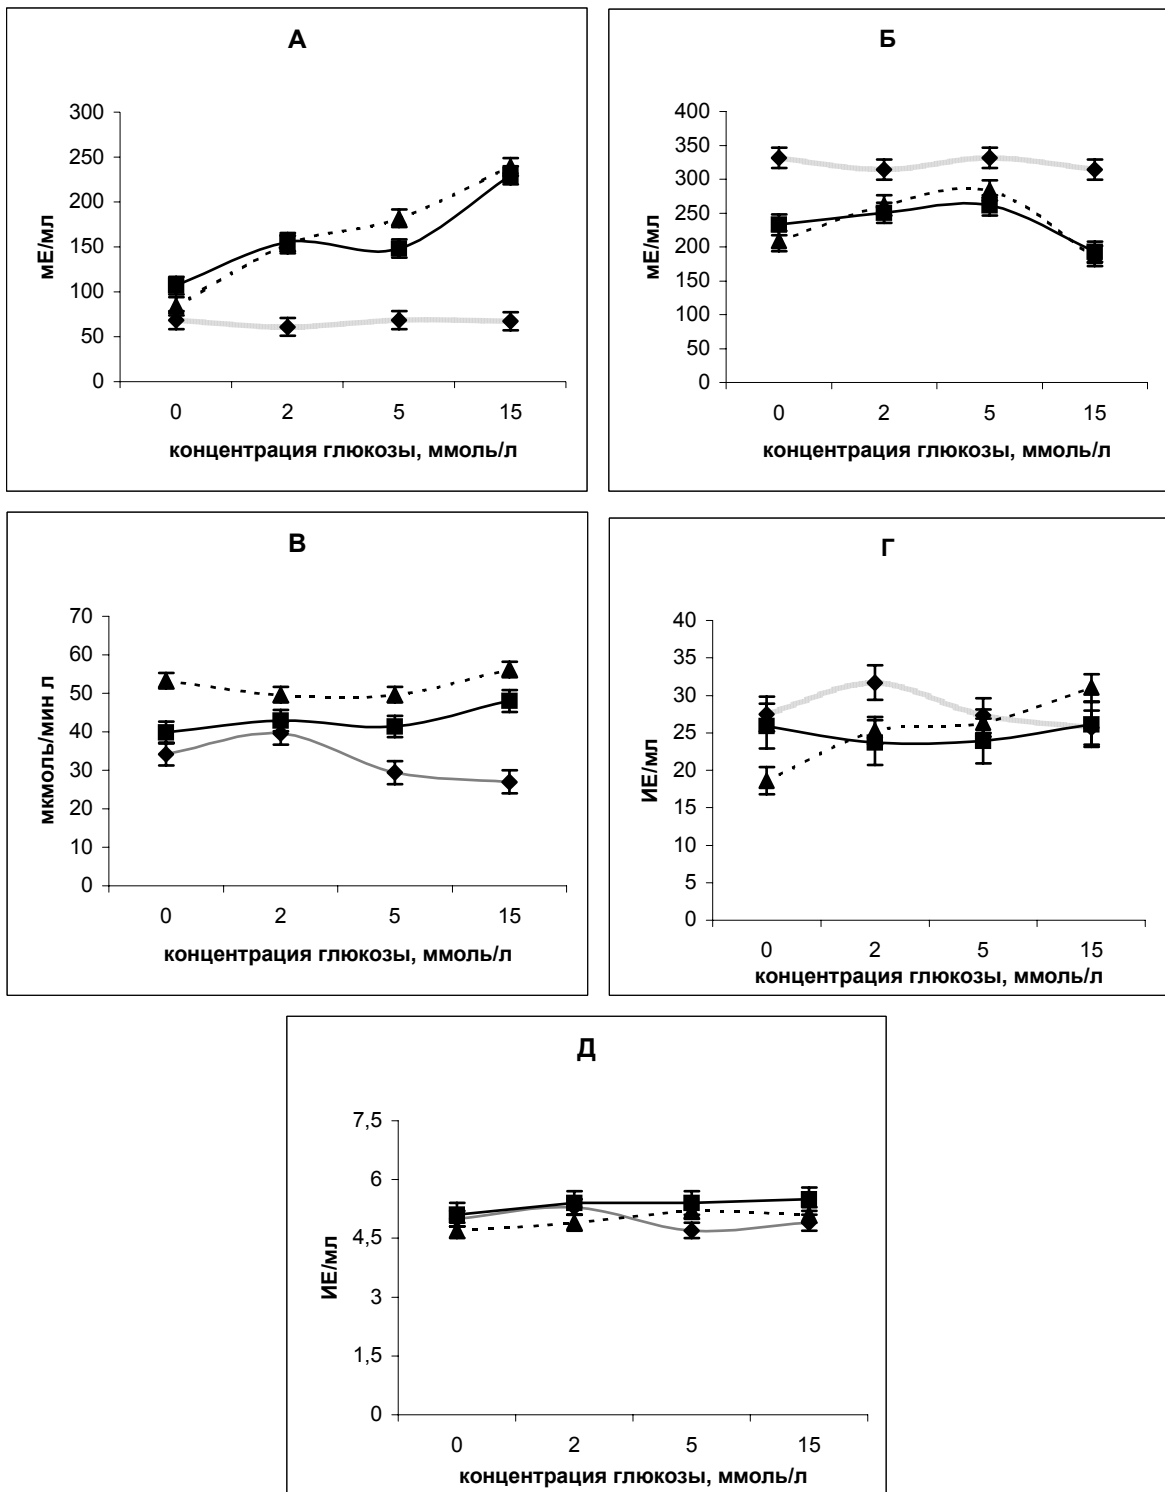 А
мЕ/мл
300
250
200
150
100
50
0
0 2 5 15
концентрация глюкозы, ммоль/л
Б
мЕ/мл
400
350
300
250
200
150
100
50
0
0 2 5 15
концентрация глюкозы, ммоль/л
В
мкмоль/мин л
70
60
50
40
30
20
10
0
0 2 5 15
концентрация глюкозы, ммоль/л
Г
ИЕ/мл
40
35
30
25
20
15
10
5
0
0 2 5 15
концентрация глюкозы, ммоль/л
Д
ИЕ/мл
7,5
6
4,5
3
1,5
0
0 2 5 15
концентрация глюкозы, ммоль/л